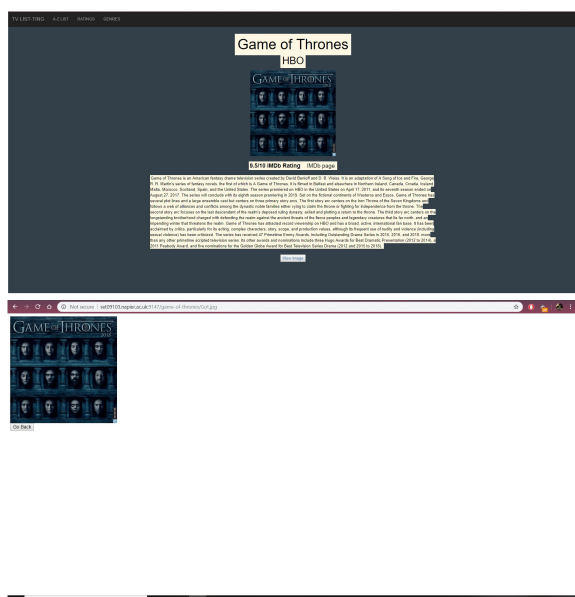 TV LIST-TING A-Z LIST RATINGS GENRES
Game of Thrones
HBO
GAME OF THRONES
2018
9.5/10 IMDb Rating IMDb page
Game of Thrones is an American fantasy drama television series created by David Benioff and D. B. Weiss. It is an adaptation of A Song of Ice and Fire, George
R. R. Martin's series of fantasy novels, the first of which is A Game of Thrones. It is filmed in Belfast and elsewhere in Northern Ireland, Canada, Croatia, Iceland,
Malta, Morocco, Scotland, Spain, and the United States. The series premiered on HBO in the United States on April 17, 2011, and its seventh season ended on
August 27, 2017. The series will conclude with its eighth season premiering in 2019. Set on the fictional continents of Westeros and Essos, Game of Thrones has
several plot lines and a large ensemble cast but centers on three primary story arcs. The first story arc centers on the Iron Throne of the Seven Kingdoms and
follows a web of alliances and conflicts among the dynastic noble families either vying to claim the throne or fighting for independence from the throne. The
second story arc focuses on the last descendant of the realm's deposed ruling dynasty, exiled and plotting a return to the throne. The third story arc centers on the
longstanding brotherhood charged with defending the realm against the ancient threats of the fierce peoples and legendary creatures that lie far north, and an
impending winter that threatens the realm. Game of Thrones has attracted record viewership on HBO and has a broad, active, international fan base. It has been
acclaimed by critics, particularly for its acting, complex characters, story, scope, and production values, although its frequent use of nudity and violence (including
sexual violence) has been criticized. The series has received 47 Primetime Emmy Awards, including Outstanding Drama Series in 2015, 2016, and 2018, more
than any other primetime scripted television series. Its other awards and nominations include three Hugo Awards for Best Dramatic Presentation (2012 to 2014), a
2011 Peabody Award, and five nominations for the Golden Globe Award for Best Television Series Drama (2012 and 2015 to 2018).
View Image
Not secure | set09103.napier.ac.uk:9147/game-of-thrones/Got.jpg
GAME OF THRONES
2018
Go Back